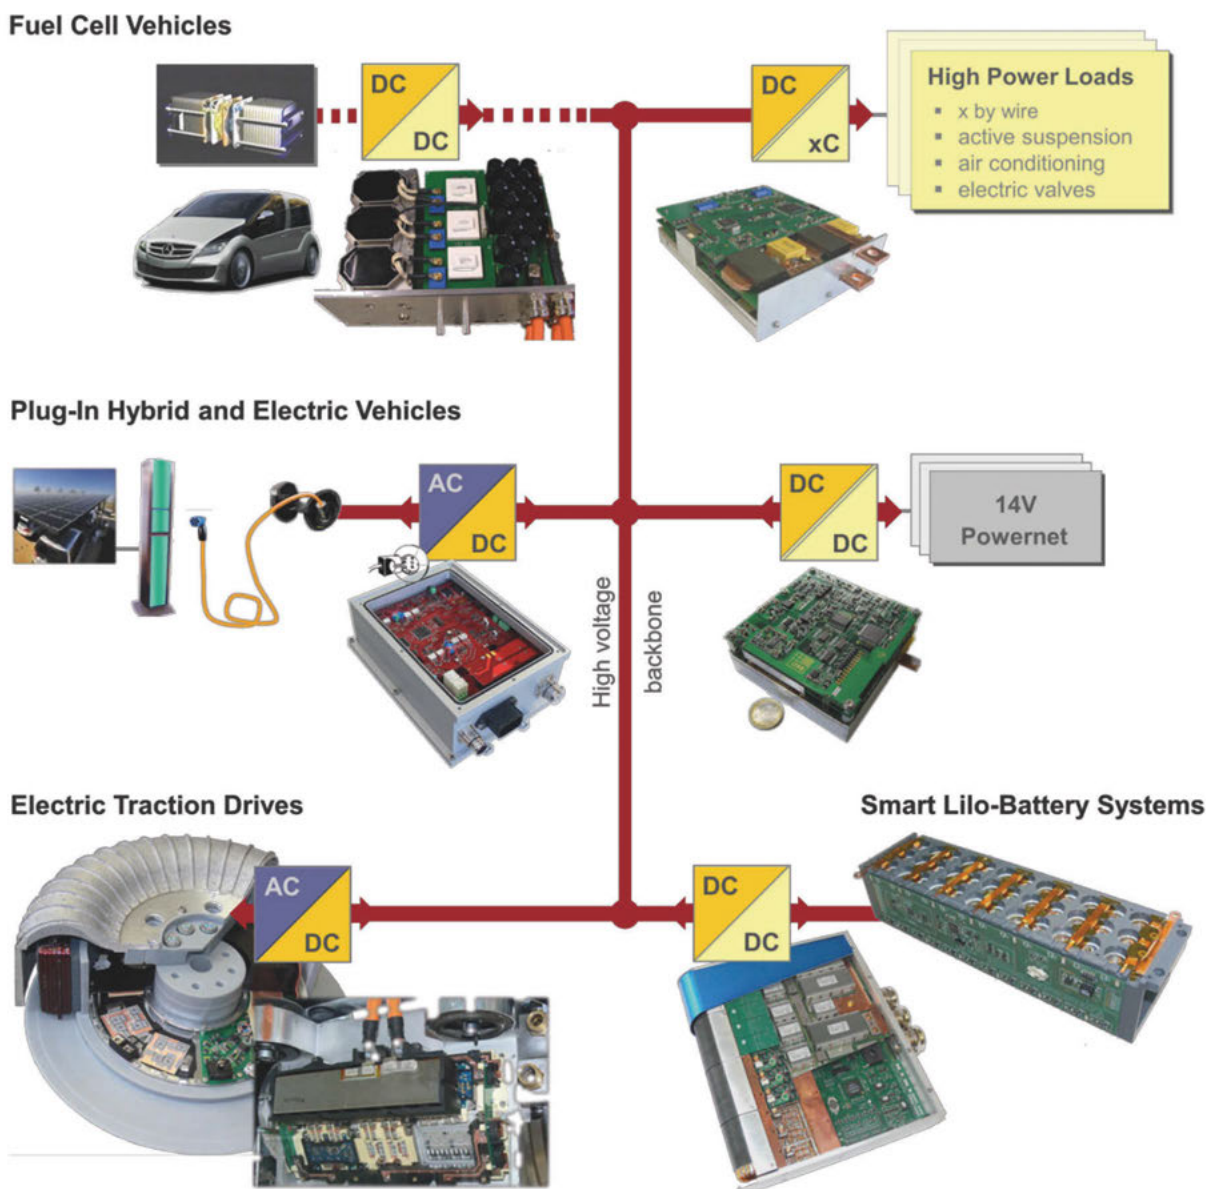 Fuel Cell Vehicles
DC
DC
DC
xC
High Power Loads
▪ x by wire
▪ active suspension
▪ air conditioning
▪ electric valves
Plug-In Hybrid and Electric Vehicles
AC
DC
DC
DC
14V
Powernet
High voltage
backbone
Electric Traction Drives
Smart Lilo-Battery Systems
AC
DC
DC
DC